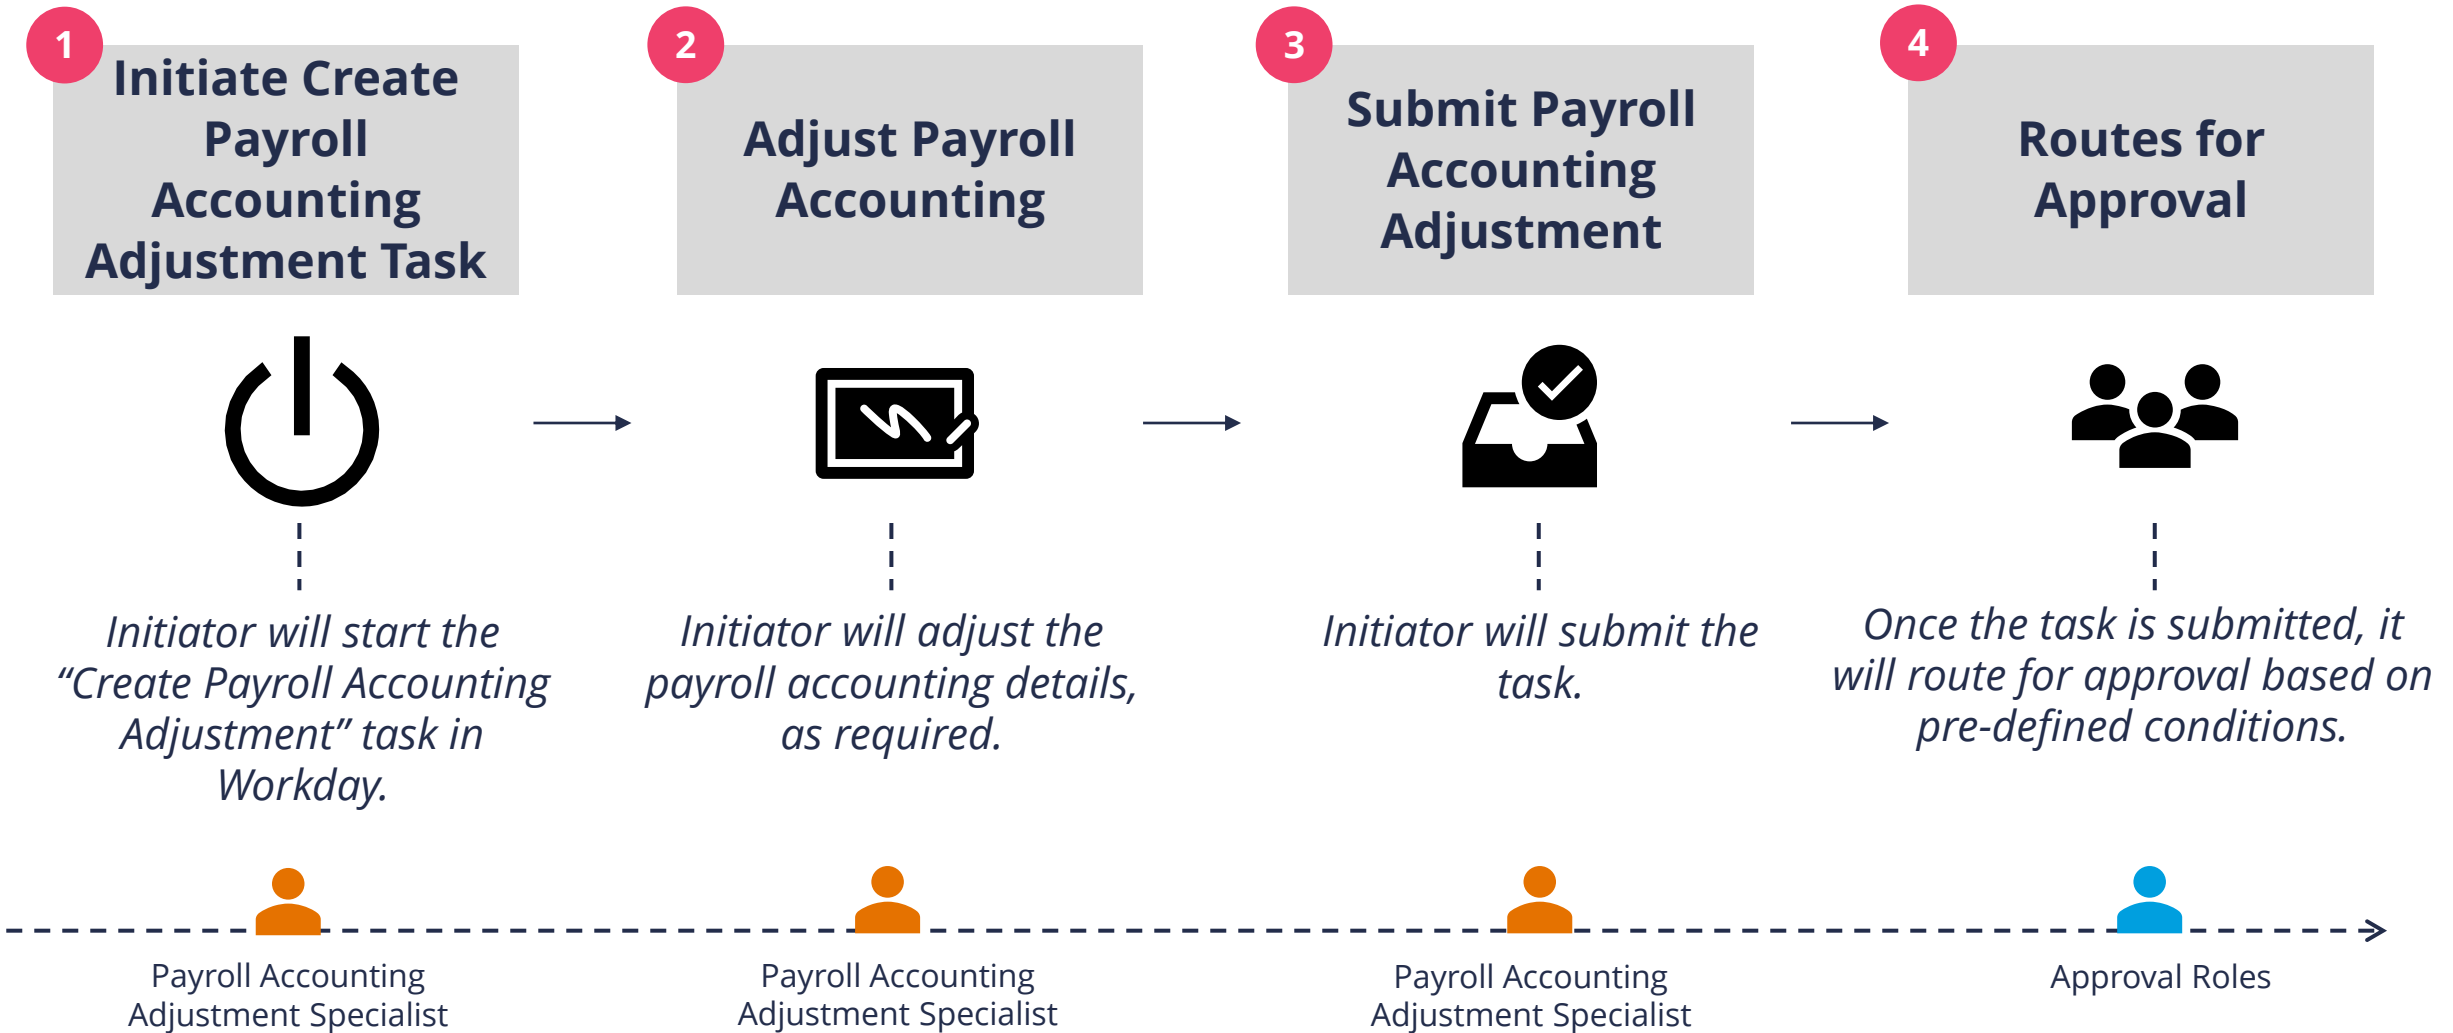 1
Initiate Create
Payroll
Accounting
Adjustment Task
2
Adjust Payroll
Accounting
3
Submit Payroll
Accounting
Adjustment
4
Routes for
Approval
Initiator will start the
“Create Payroll Accounting
Adjustment” task in
Workday.
Initiator will adjust the
payroll accounting details,
as required.
Initiator will submit the
task.
Once the task is submitted, it
will route for approval based on
pre-defined conditions.
Payroll Accounting
Adjustment Specialist
Payroll Accounting
Adjustment Specialist
Payroll Accounting
Adjustment Specialist
Approval Roles